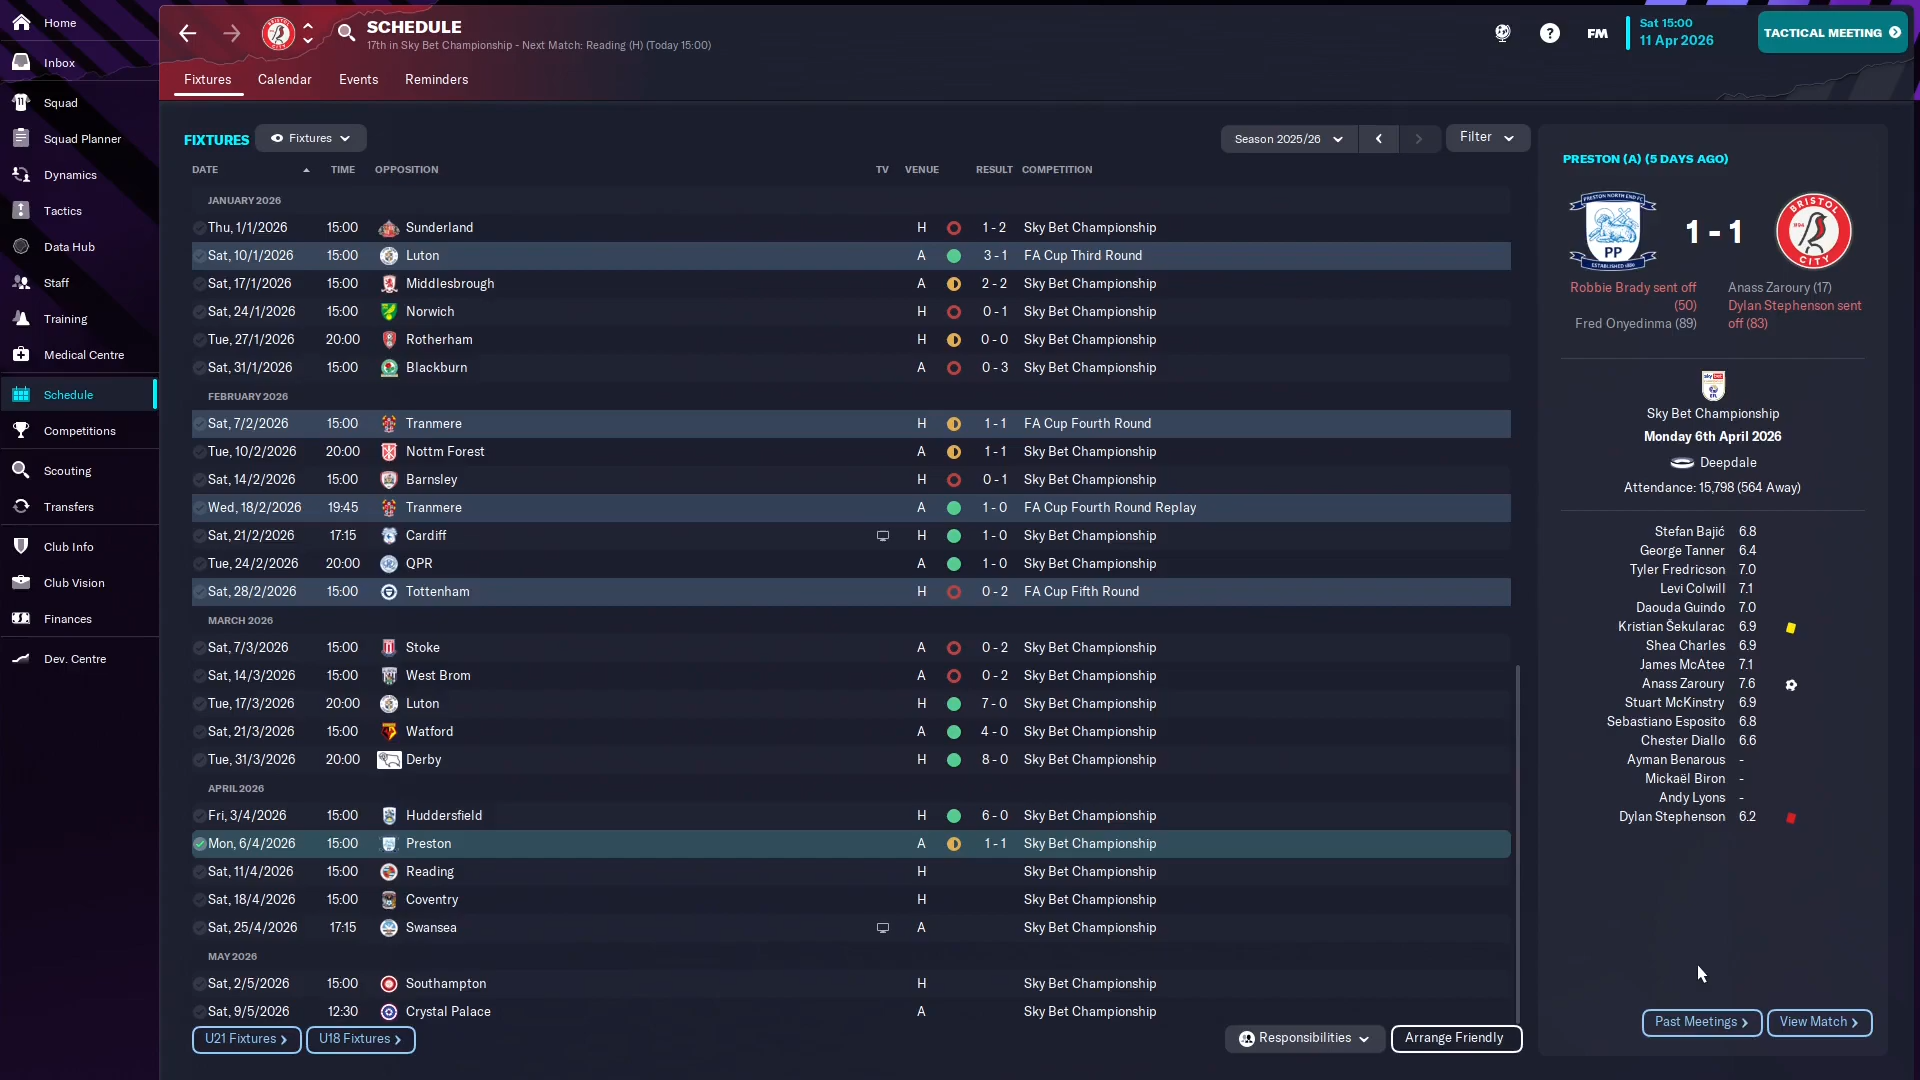 Home
Inbox
Squad
Squad Planner
Dynamics
Tactics
Data Hub
Staff
Training
Medical Centre
Schedule
Competitions
Scouting
Transfers
Club Info
Club Vision
Finances
Dev. Centre
SCHEDULE
17th in Sky Bet Championship - Next Match: Reading (H) (Today 15:00)
FM
Sat 15:00
11 Apr 2026
TACTICAL MEETING
Fixtures Calendar Events Reminders
FIXTURES Fixtures Season 2025/26 Filter
DATE TIME OPPOSITION TV VENUE RESULT COMPETITION
JANUARY 2026
Thu, 1/1/2026 15:00 Sunderland H 1 - 2 Sky Bet Championship
Sat, 10/1/2026 15:00 Luton A 3 - 1 FA Cup Third Round
Sat, 17/1/2026 15:00 Middlesbrough A 2 - 2 Sky Bet Championship
Sat, 24/1/2026 15:00 Norwich H 0 - 1 Sky Bet Championship
Tue, 27/1/2026 20:00 Rotherham H 0 - 0 Sky Bet Championship
Sat, 31/1/2026 15:00 Blackburn A 0 - 3 Sky Bet Championship
FEBRUARY 2026
Sat, 7/2/2026 15:00 Tranmere H 1 - 1 FA Cup Fourth Round
Tue, 10/2/2026 20:00 Nottm Forest A 1 - 1 Sky Bet Championship
Sat, 14/2/2026 15:00 Barnsley H 0 - 1 Sky Bet Championship
Wed, 18/2/2026 19:45 Tranmere A 1 - 0 FA Cup Fourth Round Replay
Sat, 21/2/2026 17:15 Cardiff H 1 - 0 Sky Bet Championship
Tue, 24/2/2026 20:00 QPR A 1 - 0 Sky Bet Championship
Sat, 28/2/2026 15:00 Tottenham H 0 - 2 FA Cup Fifth Round
MARCH 2026
Sat, 7/3/2026 15:00 Stoke A 0 - 2 Sky Bet Championship
Sat, 14/3/2026 15:00 West Brom A 0 - 2 Sky Bet Championship
Tue, 17/3/2026 20:00 Luton H 7 - 0 Sky Bet Championship
Sat, 21/3/2026 15:00 Watford A 4 - 0 Sky Bet Championship
Tue, 31/3/2026 20:00 Derby H 8 - 0 Sky Bet Championship
APRIL 2026
Fri, 3/4/2026 15:00 Huddersfield H 6 - 0 Sky Bet Championship
Mon, 6/4/2026 15:00 Preston A 1 - 1 Sky Bet Championship
Sat, 11/4/2026 15:00 Reading H Sky Bet Championship
Sat, 18/4/2026 15:00 Coventry H Sky Bet Championship
Sat, 25/4/2026 17:15 Swansea A Sky Bet Championship
MAY 2026
Sat, 2/5/2026 15:00 Southampton H Sky Bet Championship
Sat, 9/5/2026 12:30 Crystal Palace A Sky Bet Championship
U21 Fixtures U18 Fixtures Responsibilities Arrange Friendly
PRESTON (A) (5 DAYS AGO)
PRESTON NORTH END FC
PP
ESTABLISHED 1880
1 - 1
BRISTOL
CITY
Robbie Brady sent off
(50)
Fred Onyedinma (89)
Anass Zaroury (17)
Dylan Stephenson sent
off (83)
Sky Bet Championship
Monday 6th April 2026
Deepdale
Attendance: 15,798 (564 Away)
Stefan Bajić 6.8
George Tanner 6.4
Tyler Fredricson 7.0
Levi Colwill 7.1
Daouda Guindo 7.0
Kristian Šekularac 6.9
Shea Charles 6.9
James McAtee 7.1
Anass Zaroury 7.6
Stuart McKinstry 6.9
Sebastiano Esposito 6.8
Chester Diallo 6.6
Ayman Benarous -
Mickaël Biron -
Andy Lyons -
Dylan Stephenson 6.2
Past Meetings View Match